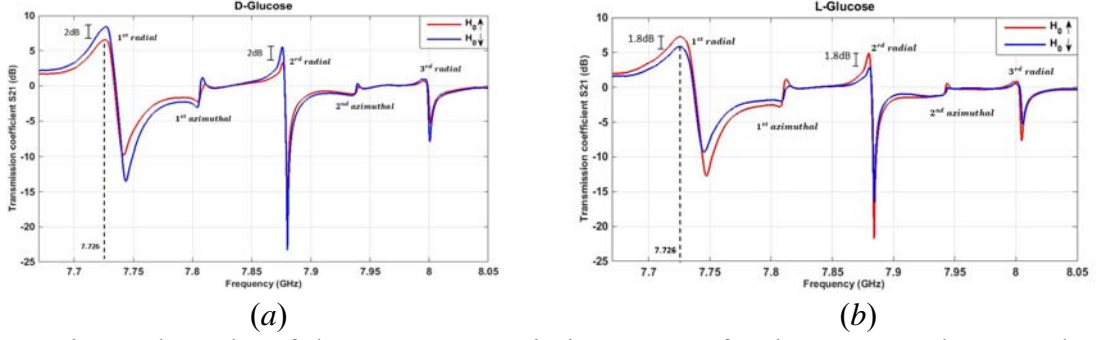 D-Glucose
H₀↑
H₀↓
2dB
1ˢᵗ radial
2dB
2ʳᵈ radial
3ʳᵈ radial
1ˢᵗ azimuthal
2ⁿᵈ azimuthal
7.726
Transmission coefficient S21 (dB)
10
5
0
-5
-10
-15
-20
-25
7.7
7.75
7.8
7.85
7.9
7.95
8
8.05
Frequency (GHz)
(a)
L-Glucose
H₀↑
H₀↓
1.8dB
1ˢᵗ radial
1.8dB
2ʳᵈ radial
3ʳᵈ radial
1ˢᵗ azimuthal
2ⁿᵈ azimuthal
7.726
Transmission coefficient S21 (dB)
10
5
0
-5
-10
-15
-20
-25
7.7
7.75
7.8
7.85
7.9
7.95
8
8.05
Frequency (GHz)
(b)